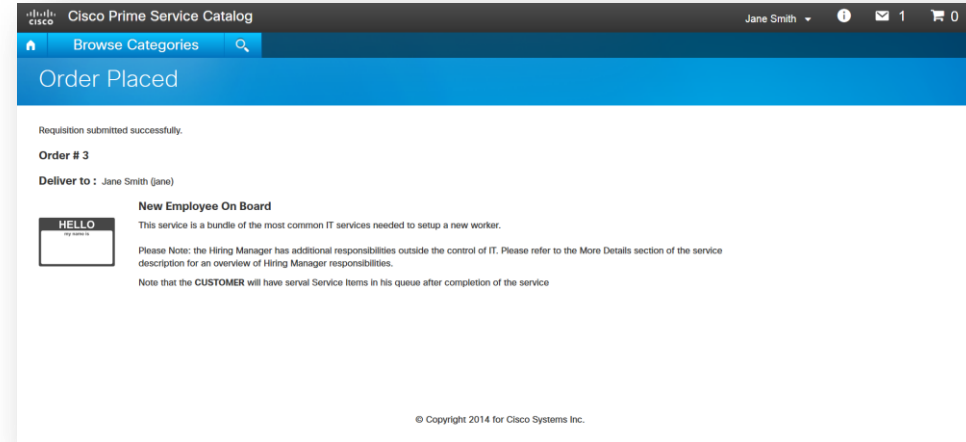 cisco Cisco Prime Service Catalog
Jane Smith
1
0
Browse Categories
Order Placed
Requisition submitted successfully.
Order # 3
Deliver to : Jane Smith (jane)
New Employee On Board
HELLO
my name is
This service is a bundle of the most common IT services needed to setup a new worker.
Please Note: the Hiring Manager has additional responsibilities outside the control of IT. Please refer to the More Details section of the service
description for an overview of Hiring Manager responsibilities.
Note that the CUSTOMER will have serval Service Items in his queue after completion of the service
© Copyright 2014 for Cisco Systems Inc.